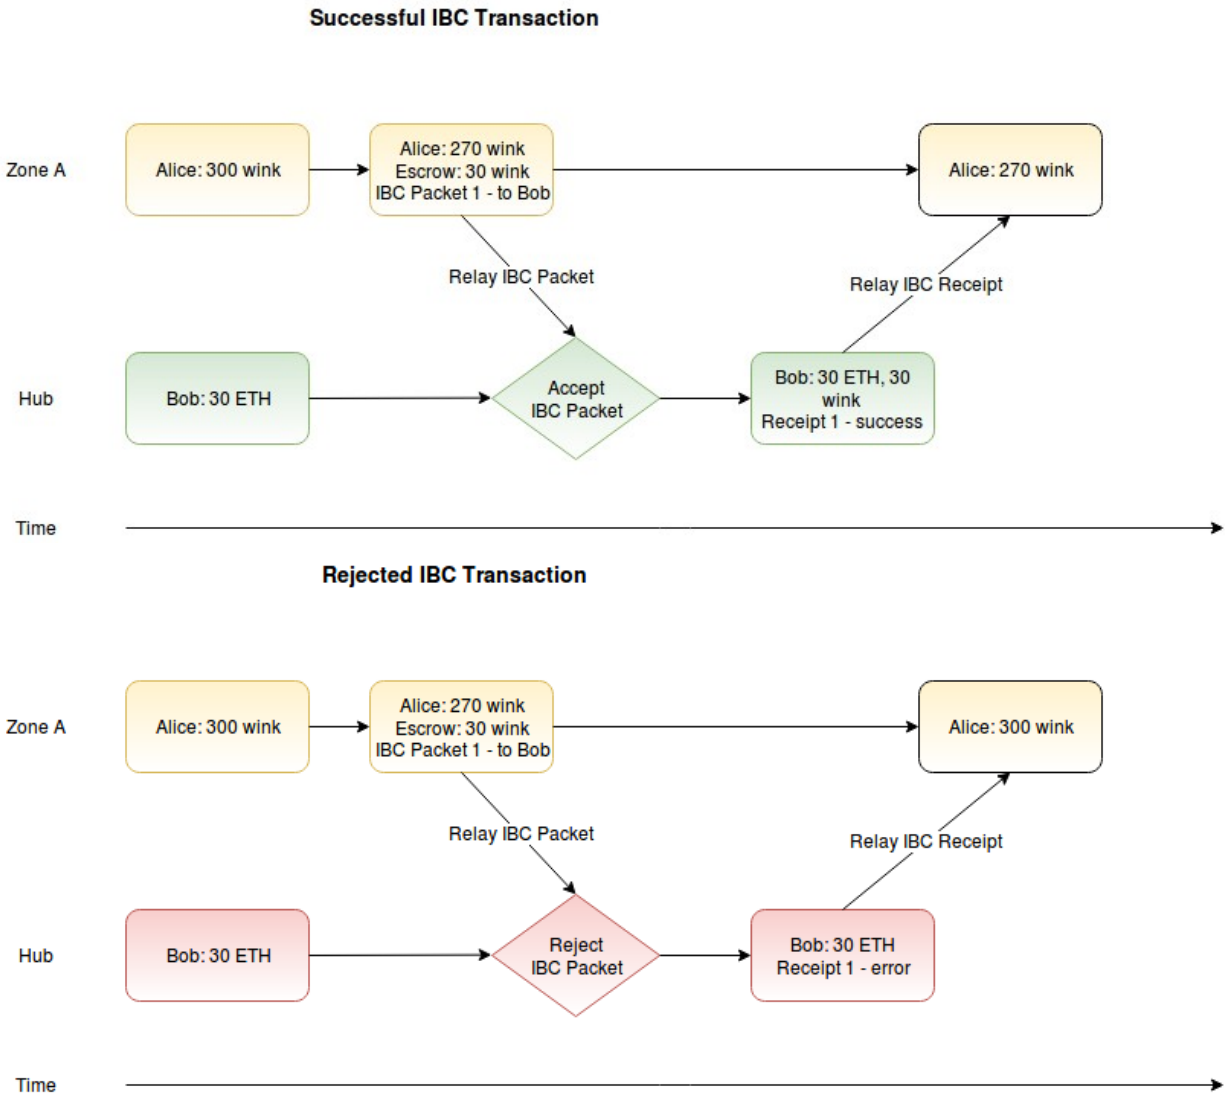 Successful IBC Transaction
Zone A
Alice: 300 wink
Alice: 270 wink
Escrow: 30 wink
IBC Packet 1 - to Bob
Alice: 270 wink
Relay IBC Packet
Relay IBC Receipt
Hub
Bob: 30 ETH
Accept
IBC Packet
Bob: 30 ETH, 30
wink
Receipt 1 - success
Time
Rejected IBC Transaction
Zone A
Alice: 300 wink
Alice: 270 wink
Escrow: 30 wink
IBC Packet 1 - to Bob
Alice: 300 wink
Relay IBC Packet
Relay IBC Receipt
Hub
Bob: 30 ETH
Reject
IBC Packet
Bob: 30 ETH
Receipt 1 - error
Time